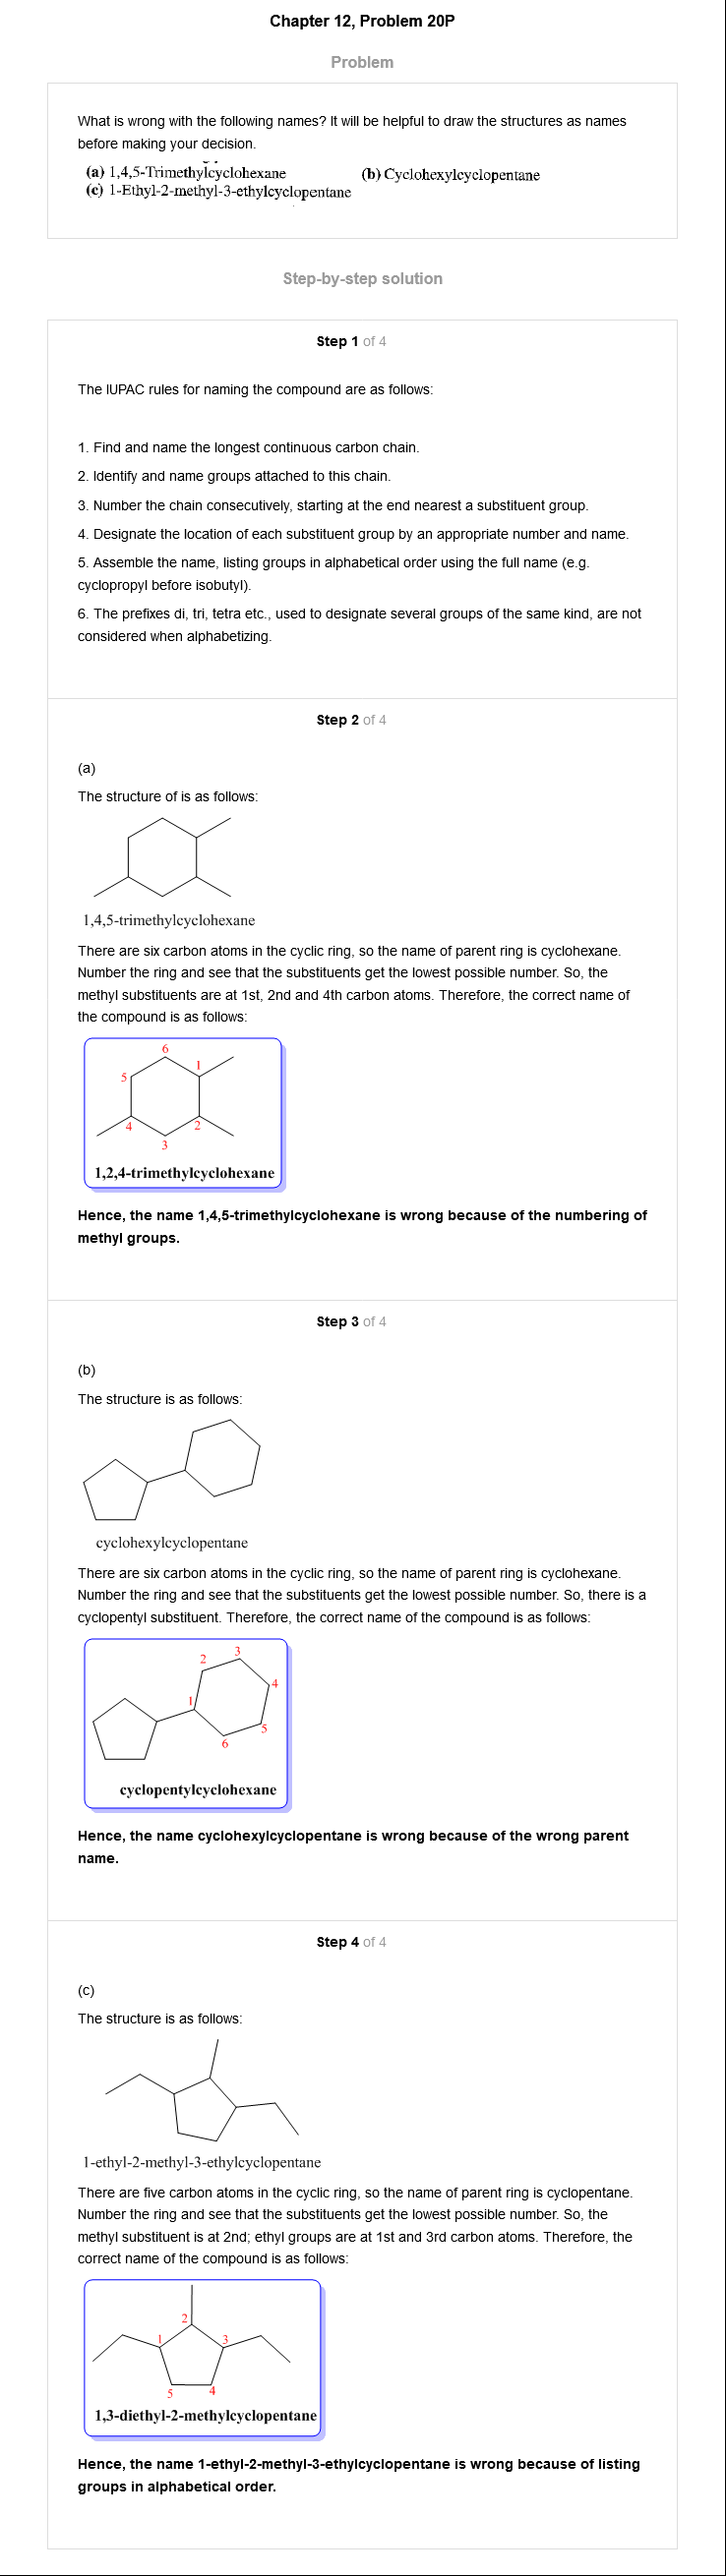 Chapter 12, Problem 20P
Problem
What is wrong with the following names? It will be helpful to draw the structures as names
before making your decision.
(a) 1,4,5-Trimethylcyclohexane (b) Cyclohexylcyclopentane
(c) 1-Ethyl-2-methyl-3-ethylcyclopentane
Step-by-step solution
Step 1 of 4
The IUPAC rules for naming the compound are as follows:
1. Find and name the longest continuous carbon chain.
2. Identify and name groups attached to this chain.
3. Number the chain consecutively, starting at the end nearest a substituent group.
4. Designate the location of each substituent group by an appropriate number and name.
5. Assemble the name, listing groups in alphabetical order using the full name (e.g.
cyclopropyl before isobutyl).
6. The prefixes di, tri, tetra etc., used to designate several groups of the same kind, are not
considered when alphabetizing.
Step 2 of 4
(a)
The structure of is as follows:
1,4,5-trimethylcyclohexane
There are six carbon atoms in the cyclic ring, so the name of parent ring is cyclohexane.
Number the ring and see that the substituents get the lowest possible number. So, the
methyl substituents are at 1st, 2nd and 4th carbon atoms. Therefore, the correct name of
the compound is as follows:
6
1
5
4
2
3
1,2,4-trimethylcyclohexane
Hence, the name 1,4,5-trimethylcyclohexane is wrong because of the numbering of
methyl groups.
Step 3 of 4
(b)
The structure is as follows:
cyclohexylcyclopentane
There are six carbon atoms in the cyclic ring, so the name of parent ring is cyclohexane.
Number the ring and see that the substituents get the lowest possible number. So, there is a
cyclopentyl substituent. Therefore, the correct name of the compound is as follows:
3
2
4
1
5
6
cyclopentylcyclohexane
Hence, the name cyclohexylcyclopentane is wrong because of the wrong parent
name.
Step 4 of 4
(c)
The structure is as follows:
1-ethyl-2-methyl-3-ethylcyclopentane
There are five carbon atoms in the cyclic ring, so the name of parent ring is cyclopentane.
Number the ring and see that the substituents get the lowest possible number. So, the
methyl substituent is at 2nd; ethyl groups are at 1st and 3rd carbon atoms. Therefore, the
correct name of the compound is as follows:
2
1
3
5
4
1,3-diethyl-2-methylcyclopentane
Hence, the name 1-ethyl-2-methyl-3-ethylcyclopentane is wrong because of listing
groups in alphabetical order.